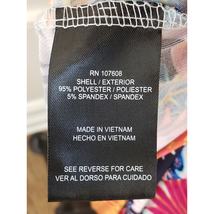 RN 107608
SHELL / EXTERIOR
95% POLYESTER / POLIESTER
5% SPANDEX / SPANDEX
MADE IN VIETNAM
HECHO EN VIETNAM
SEE REVERSE FOR CARE
VER AL DORSO PARA CUIDADO